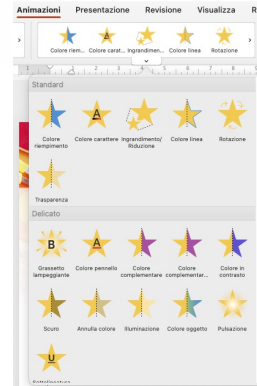 Animazioni Presentazione Revisione Visualizza R
Colore riem... Colore carat... Ingrandimen... Colore linea Rotazione
Standard
Colore riempimento Colore carattere Ingrandimento/ Riduzione Colore linea Rotazione
Trasparenza
Delicato
Grassetto lampeggiante Colore pennello Colore complementare Colore complementar... Colore in contrasto
Scuro Annulla colore Illuminazione Colore oggetto Pulsazione